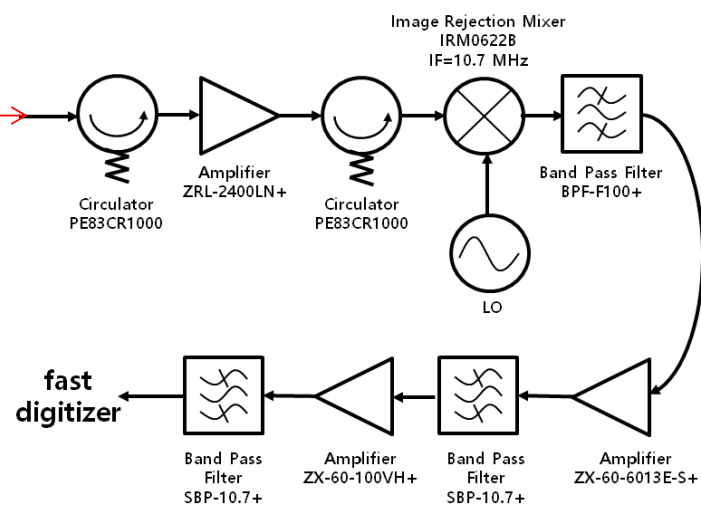 Image Rejection Mixer
IRM0622B
IF=10.7 MHz
Circulator
PE83CR1000
Amplifier
ZRL-2400LN+
Circulator
PE83CR1000
Band Pass Filter
BPF-F100+
LO
fast
digitizer
Band Pass
Filter
SBP-10.7+
Amplifier
ZX-60-100VH+
Band Pass
Filter
SBP-10.7+
Amplifier
ZX-60-6013E-S+